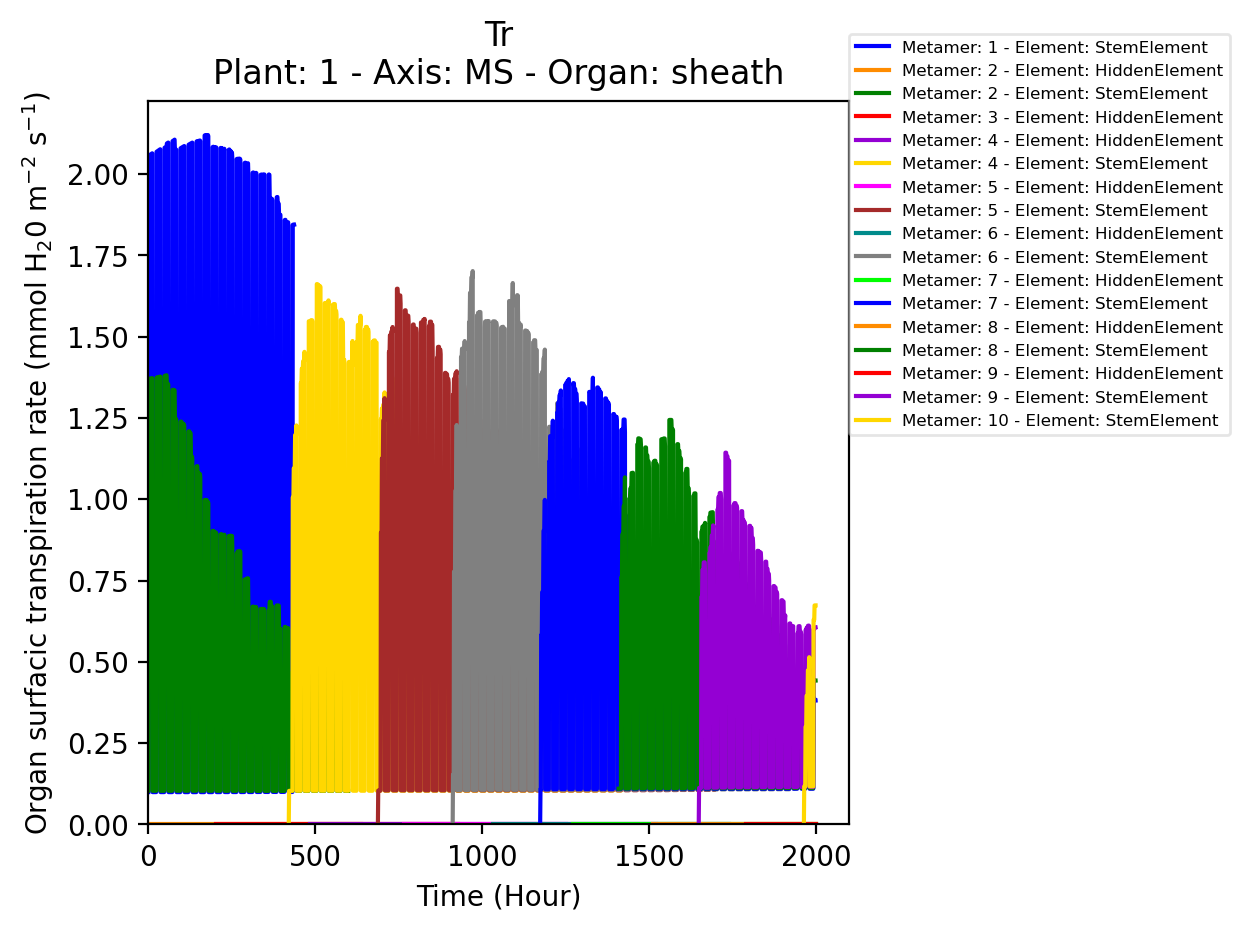 Tr
Plant: 1 - Axis: MS - Organ: sheath
Organ surfacic transpiration rate (mmol H₂0 m⁻² s⁻¹)
2.00
1.75
1.50
1.25
1.00
0.75
0.50
0.25
0.00
0 500 1000 1500 2000
Time (Hour)
Metamer: 1 - Element: StemElement
Metamer: 2 - Element: HiddenElement
Metamer: 2 - Element: StemElement
Metamer: 3 - Element: HiddenElement
Metamer: 4 - Element: HiddenElement
Metamer: 4 - Element: StemElement
Metamer: 5 - Element: HiddenElement
Metamer: 5 - Element: StemElement
Metamer: 6 - Element: HiddenElement
Metamer: 6 - Element: StemElement
Metamer: 7 - Element: HiddenElement
Metamer: 7 - Element: StemElement
Metamer: 8 - Element: HiddenElement
Metamer: 8 - Element: StemElement
Metamer: 9 - Element: HiddenElement
Metamer: 9 - Element: StemElement
Metamer: 10 - Element: StemElement